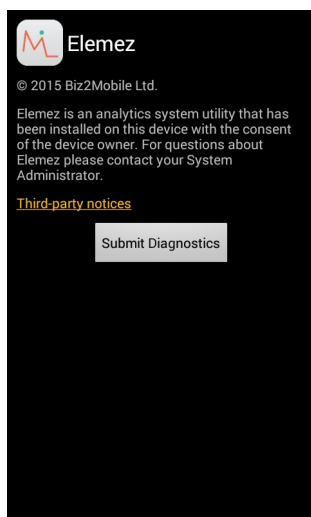 Elemez
© 2015 Biz2Mobile Ltd.
Elemez is an analytics system utility that has
been installed on this device with the consent
of the device owner. For questions about
Elemez please contact your System
Administrator.
Third-party notices
Submit Diagnostics